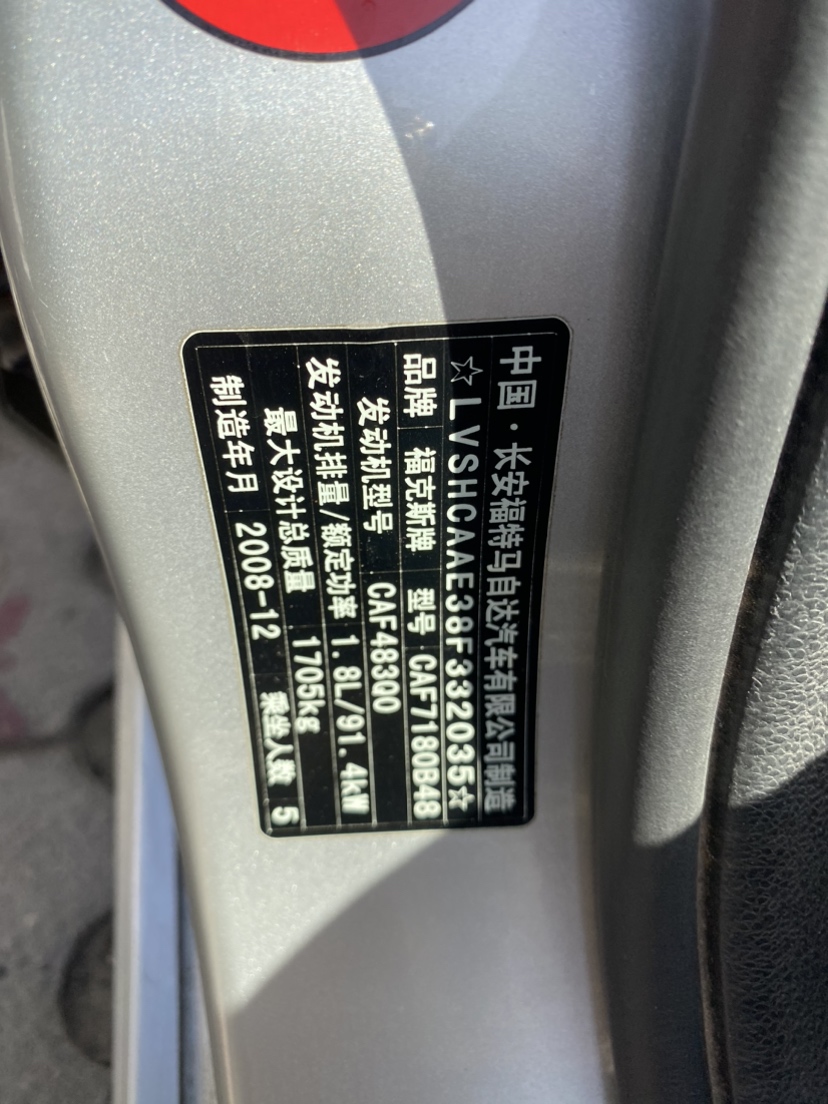 中国·长安福特马自达汽车有限公司制造
☆LVSHCAAE38F332035☆
品牌 福克斯牌 型号 CAF7180B48
发动机型号 CAF483Q0
发动机排量/额定功率 1.8L/91.4kW
最大设计总质量 1705kg
制造年月 2008-12 乘坐人数 5